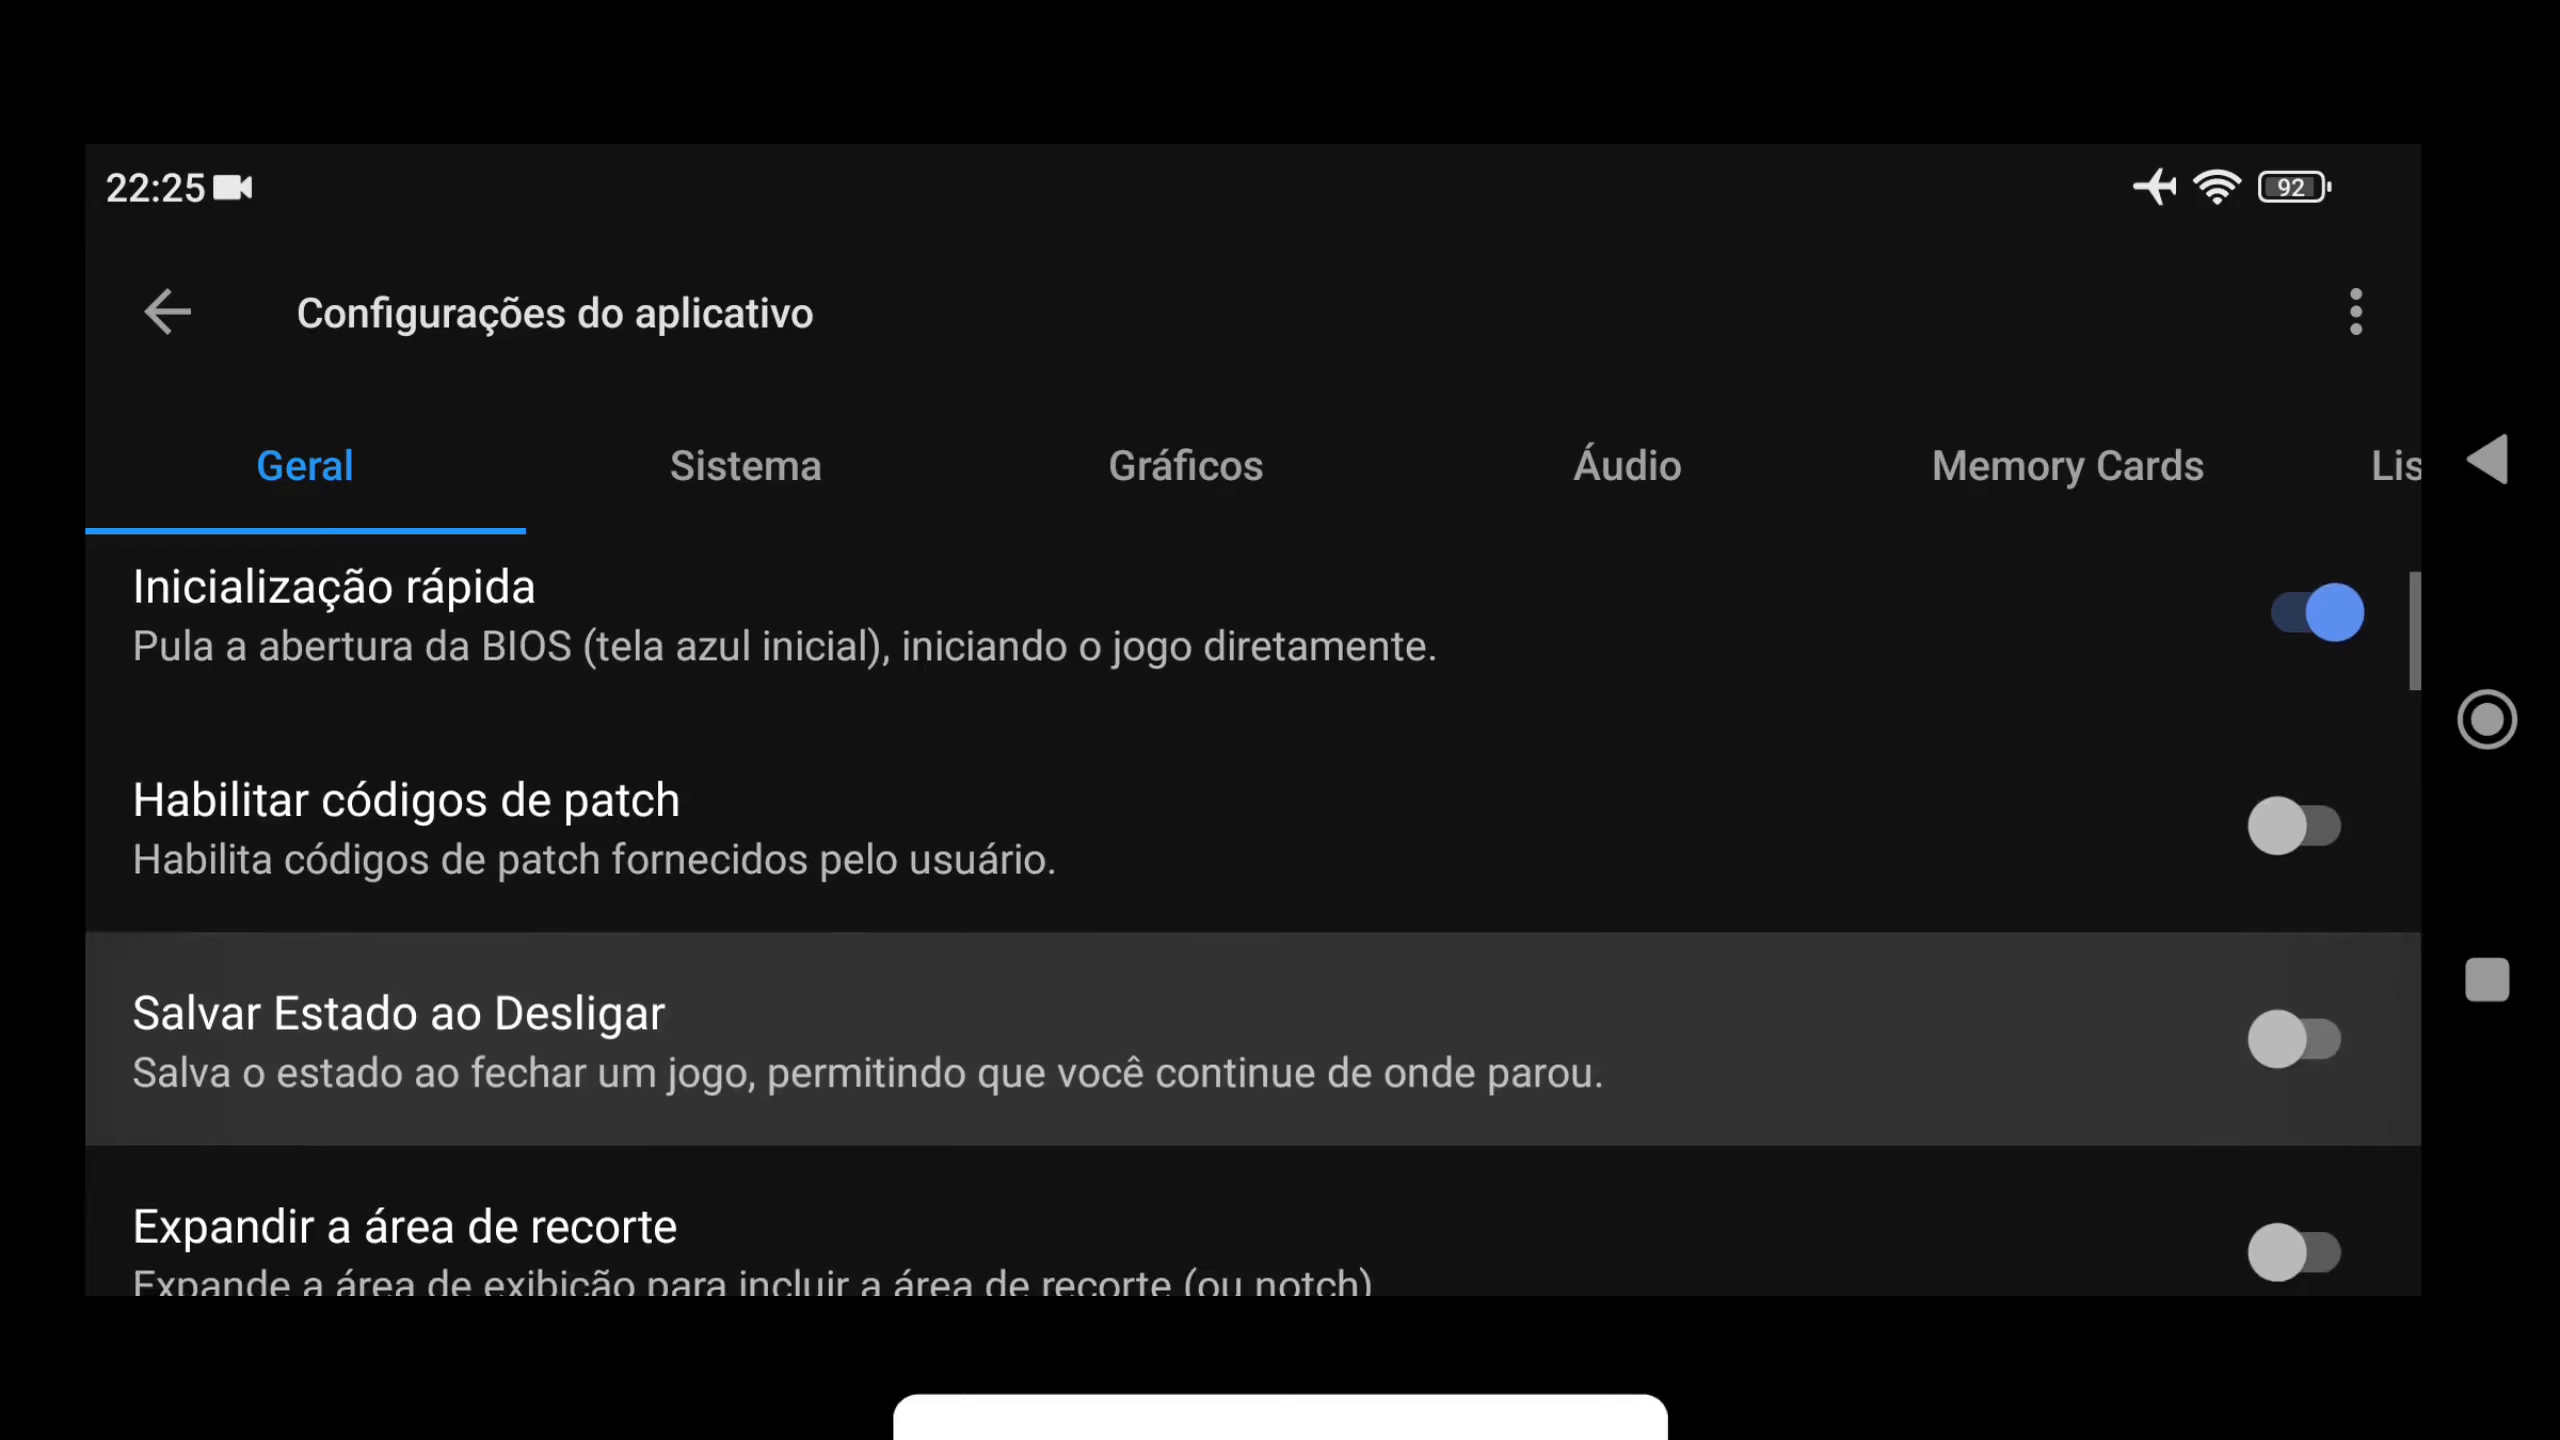 22:25
92
Configurações do aplicativo
Geral Sistema Gráficos Áudio Memory Cards Lis
Inicialização rápida
Pula a abertura da BIOS (tela azul inicial), iniciando o jogo diretamente.
Habilitar códigos de patch
Habilita códigos de patch fornecidos pelo usuário.
Salvar Estado ao Desligar
Salva o estado ao fechar um jogo, permitindo que você continue de onde parou.
Expandir a área de recorte
Expande a área de exibição para incluir a área de recorte (ou notch)